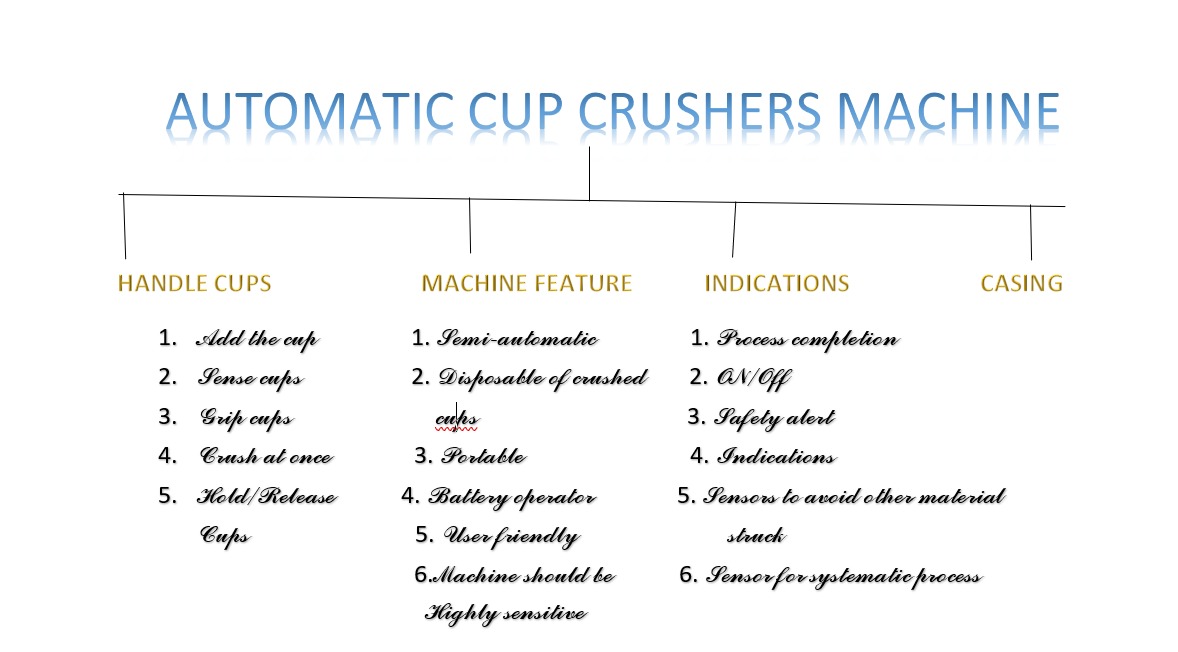 AUTOMATIC CUP CRUSHERS MACHINE
HANDLE CUPS
1. Add the cup
2. Sense cups
3. Grip cups
4. Crush at once
5. Hold/Release
Cups
MACHINE FEATURE
1. Semi-automatic
2. Disposable of crushed
cups
3. Portable
4. Battery operator
5. User friendly
6.Machine should be
Highly sensitive
INDICATIONS
1. Process completion
2. ON/Off
3. Safety alert
4. Indications
5. Sensors to avoid other material
struck
6. Sensor for systematic process
CASING